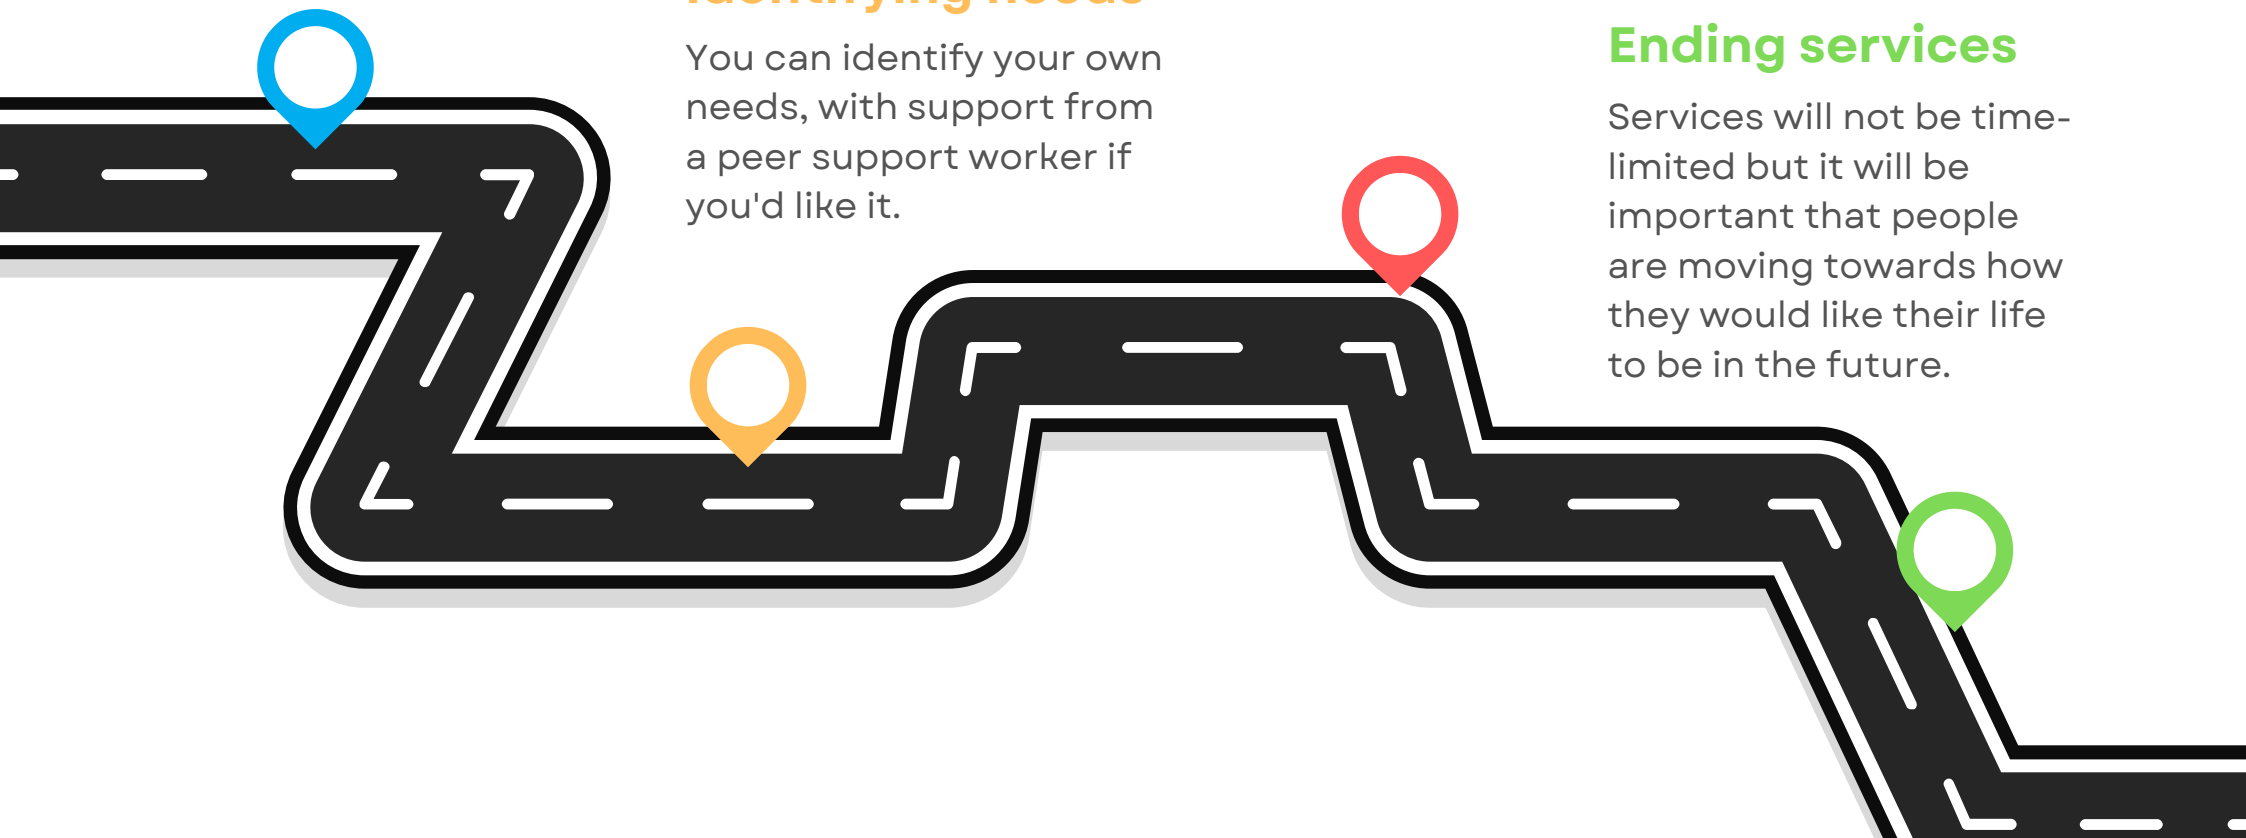 Identifying needs
You can identify your own
needs, with support from
a peer support worker if
you'd like it.
Ending services
Services will not be time-
limited but it will be
important that people
are moving towards how
they would like their life
to be in the future.